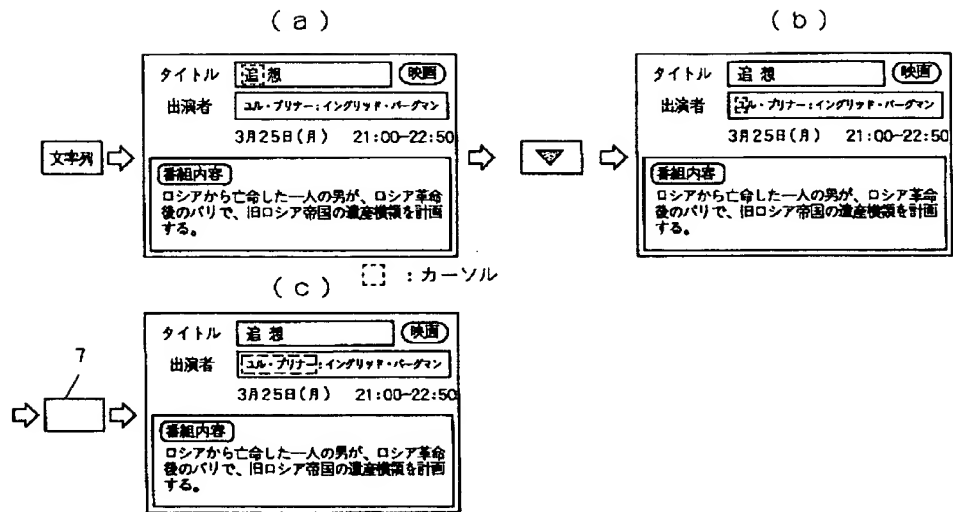 (a)
(b)
タイトル 追想 映画
出演者 ユル・ブリナー:イングリッド・バーグマン
3月25日(月) 21:00-22:50
文字列
番組内容
ロシアから亡命した一人の男が、ロシア革命
後のパリで、旧ロシア帝国の遺産横領を計画
する。
タイトル 追想 映画
出演者 ユル・ブリナー:イングリッド・バーグマン
3月25日(月) 21:00-22:50
番組内容
ロシアから亡命した一人の男が、ロシア革命
後のパリで、旧ロシア帝国の遺産横領を計画
する。
:カーソル
(c)
タイトル 追想 映画
出演者 ユル・ブリナー:イングリッド・バーグマン
3月25日(月) 21:00-22:50
7
番組内容
ロシアから亡命した一人の男が、ロシア革命
後のパリで、旧ロシア帝国の遺産横領を計画
する。